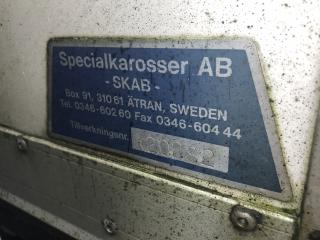 Specialkarosser AB
- SKAB -
Box 91, 310 61 ÄTRAN, SWEDEN
Tel. 0346-602 60 Fax 0346-604 44
Tillverkningsnr.